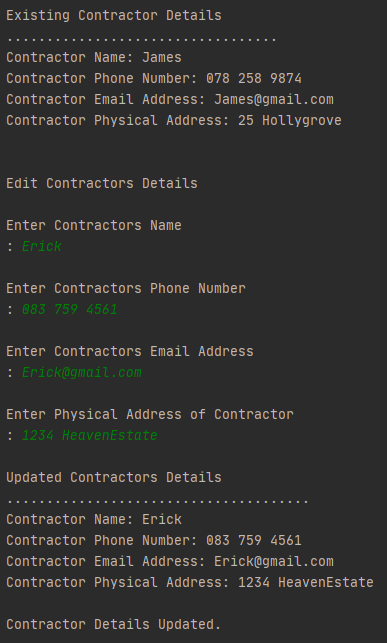 Existing Contractor Details
..................................
Contractor Name: James
Contractor Phone Number: 078 258 9874
Contractor Email Address: James@gmail.com
Contractor Physical Address: 25 Hollygrove
Edit Contractors Details
Enter Contractors Name
: Erick
Enter Contractors Phone Number
: 083 759 4561
Enter Contractors Email Address
: Erick@gmail.com
Enter Physical Address of Contractor
: 1234 HeavenEstate
Updated Contractors Details
......................................
Contractor Name: Erick
Contractor Phone Number: 083 759 4561
Contractor Email Address: Erick@gmail.com
Contractor Physical Address: 1234 HeavenEstate
Contractor Details Updated.